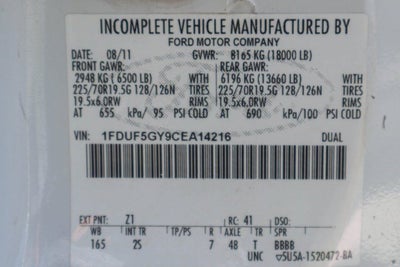 INCOMPLETE VEHICLE MANUFACTURED BY
FORD MOTOR COMPANY
DATE: 08/11 GVWR: 8165 KG (18000 LB)
FRONT GAWR: REAR GAWR:
2948 KG ( 6500 LB) WITH 6196 KG (13660 LB) WITH
225/70R19.5G 128/126N TIRES 225/70R19.5G 128/126N TIRES
19.5x6.0RW RIMS 19.5x6.0RW RIMS
AT 655 kPa/ 95 PSI COLD AT 690 kPa/100 PSI COLD
VIN: 1FDUF5GY9CEA14216 DUAL
EXT PNT: Z1 RC: 41 DSO:
WB INT TR TP/PS R AXLE TR SPR
165 2S 7 48 T BBBB
UNC 5U5A-1520472-BA